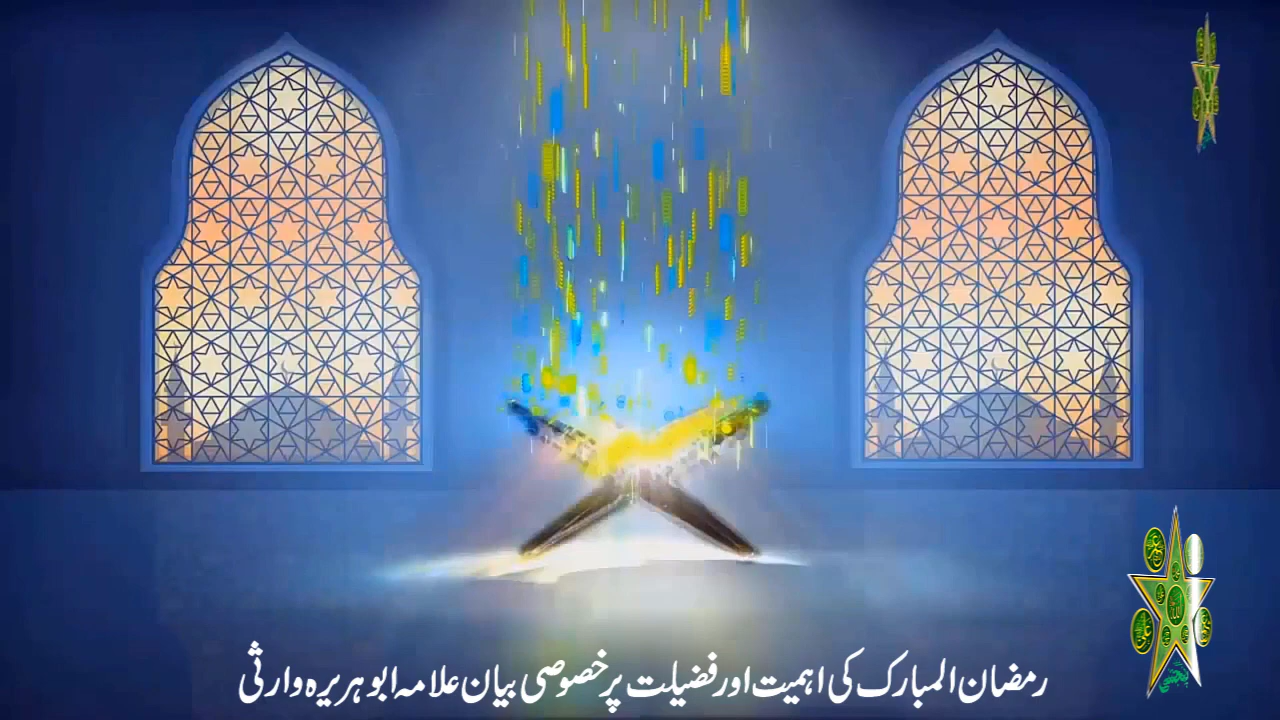 رمضان المبارک کی اہمیت اور فضیلت پر خصوصی بیان علامہ ابو ہریرہ وارثی